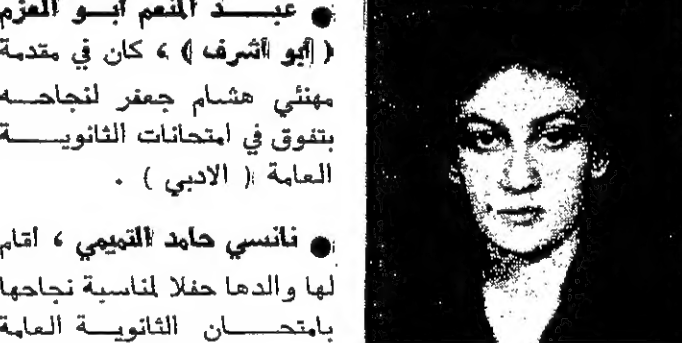 ● عبد المنعم ابو العزم
( أبو أشرف ) ، كان في مقدمة
مهنئي هشام جعفر لنجاحه
بتفوق في امتحانات الثانوية
العامة ( الادبي ) .
● نانسي حامد التميمي ، اقام
لها والدها حفلا لمناسبة نجاحها
بامتحان الثانوية العامة